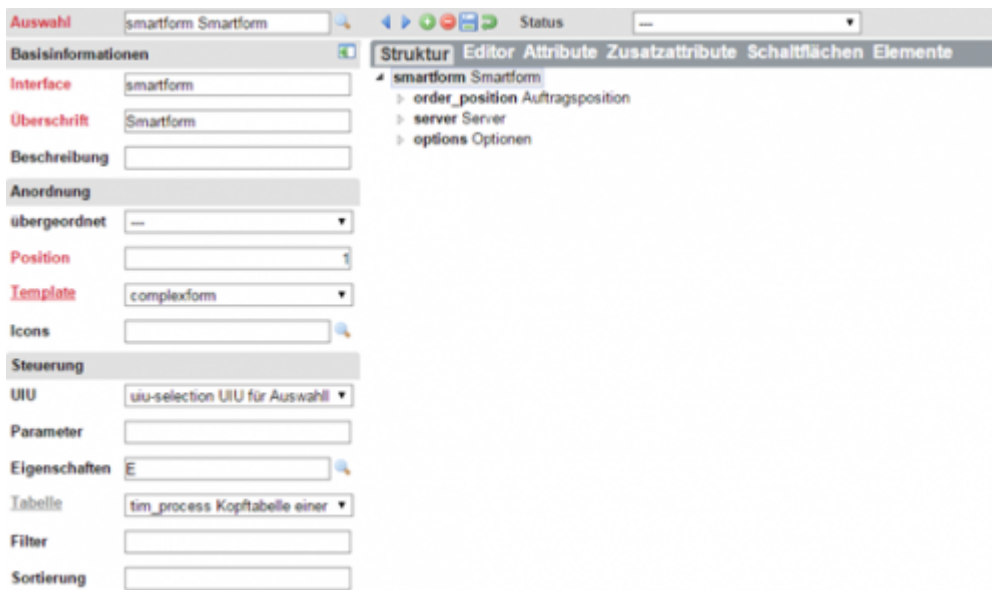 Auswahl smartform Smartform Status ---
Basisinformationen
Struktur Editor Attribute Zusatzattribute Schaltflächen Elemente
Interface smartform
Überschrift Smartform
Beschreibung
Anordnung
übergeordnet ---
Position 1
Template complexform
Icons
Steuerung
UIU uiu-selection UIU für Auswahll
Parameter
Eigenschaften E
Tabelle tim_process Kopftabelle einer
Filter
Sortierung
smartform Smartform
order_position Auftragsposition
server Server
options Optionen